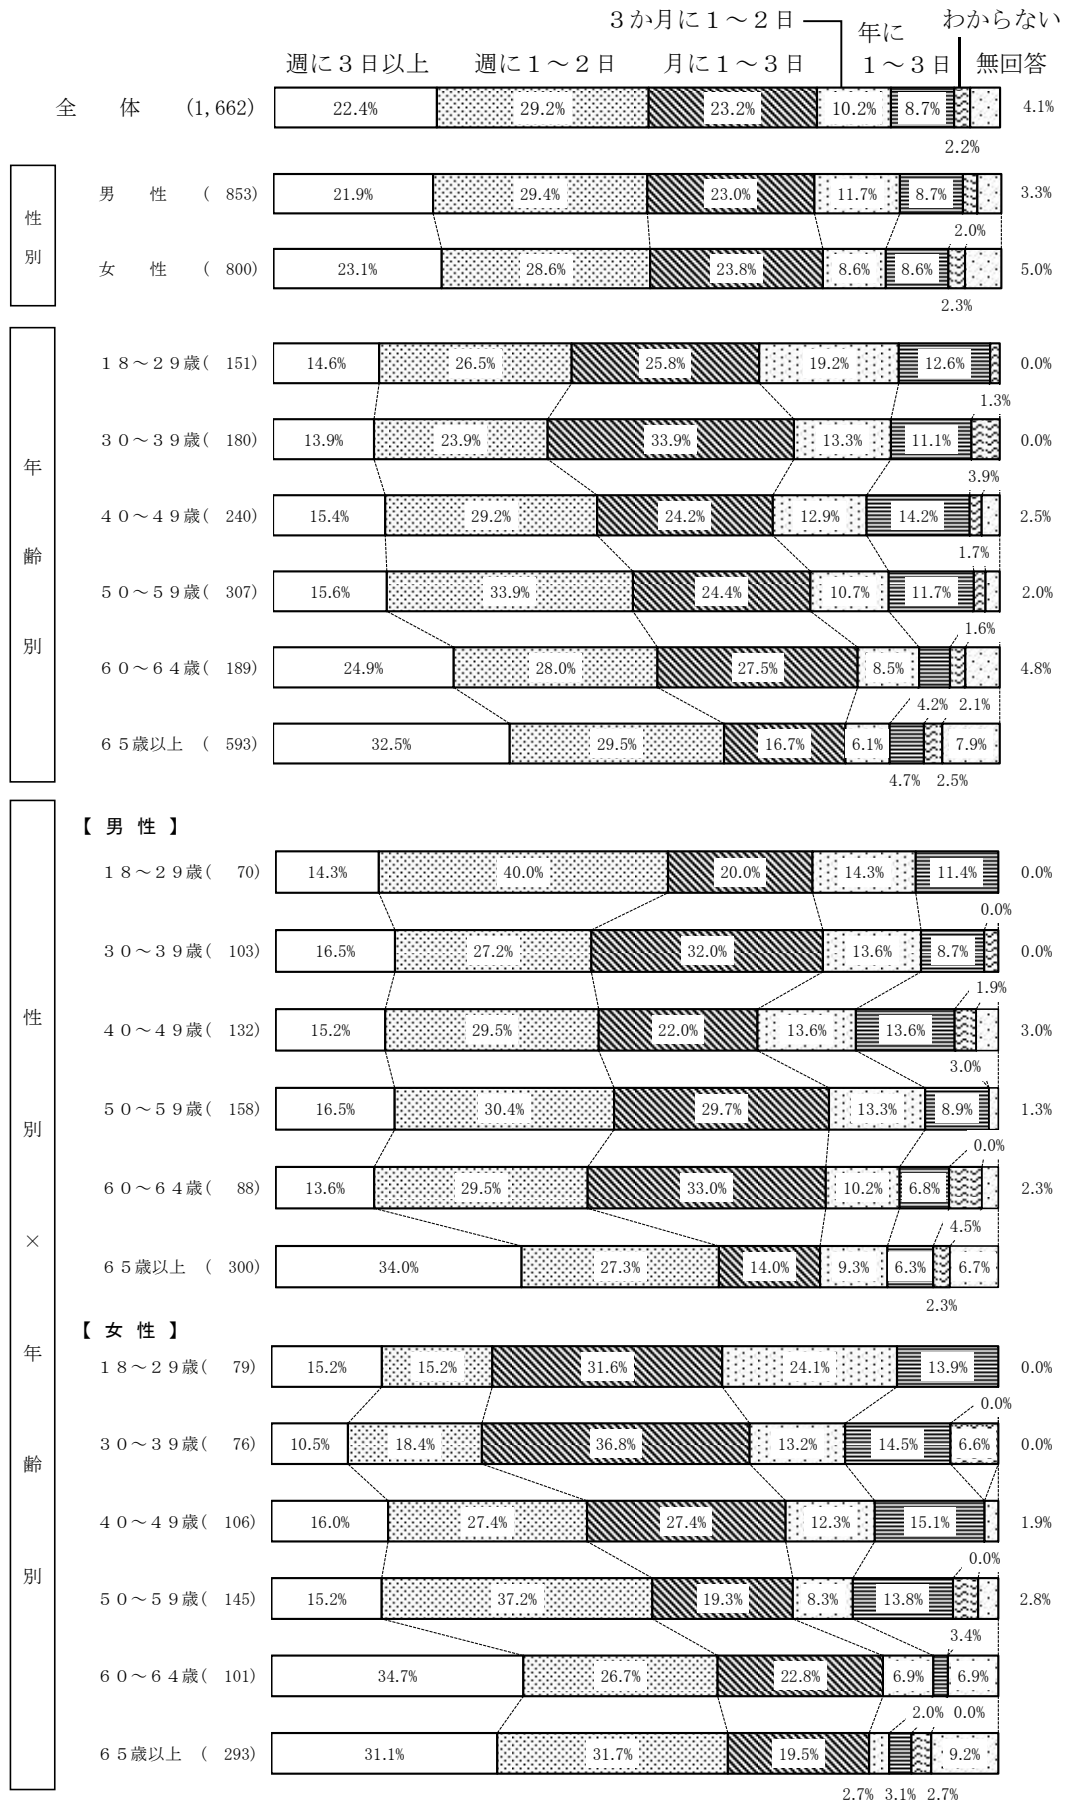 ３か月に１～２日
わからない
年に
週に３日以上 週に１～２日 月に１～３日 １～３日 無回答
全 体 (1,662) 22.4% 29.2% 23.2% 10.2% 8.7% 4.1%
2.2%
性別
男 性 ( 853) 21.9% 29.4% 23.0% 11.7% 8.7% 3.3%
2.0%
女 性 ( 800) 23.1% 28.6% 23.8% 8.6% 8.6% 5.0%
2.3%
年齢別
１８～２９歳( 151) 14.6% 26.5% 25.8% 19.2% 12.6% 0.0%
1.3%
３０～３９歳( 180) 13.9% 23.9% 33.9% 13.3% 11.1% 0.0%
3.9%
４０～４９歳( 240) 15.4% 29.2% 24.2% 12.9% 14.2% 2.5%
1.7%
５０～５９歳( 307) 15.6% 33.9% 24.4% 10.7% 11.7% 2.0%
1.6%
６０～６４歳( 189) 24.9% 28.0% 27.5% 8.5% 4.8%
4.2% 2.1%
６５歳以上 ( 593) 32.5% 29.5% 16.7% 6.1% 7.9%
4.7% 2.5%
性別×年齢別
【 男 性 】
１８～２９歳( 70) 14.3% 40.0% 20.0% 14.3% 11.4% 0.0%
0.0%
３０～３９歳( 103) 16.5% 27.2% 32.0% 13.6% 8.7% 0.0%
1.9%
４０～４９歳( 132) 15.2% 29.5% 22.0% 13.6% 13.6% 3.0%
3.0%
５０～５９歳( 158) 16.5% 30.4% 29.7% 13.3% 8.9% 1.3%
0.0%
６０～６４歳( 88) 13.6% 29.5% 33.0% 10.2% 6.8% 2.3%
4.5%
６５歳以上 ( 300) 34.0% 27.3% 14.0% 9.3% 6.3% 6.7%
2.3%
【 女 性 】
１８～２９歳( 79) 15.2% 15.2% 31.6% 24.1% 13.9% 0.0%
0.0%
３０～３９歳( 76) 10.5% 18.4% 36.8% 13.2% 14.5% 6.6% 0.0%
４０～４９歳( 106) 16.0% 27.4% 27.4% 12.3% 15.1% 1.9%
0.0%
５０～５９歳( 145) 15.2% 37.2% 19.3% 8.3% 13.8% 2.8%
3.4%
６０～６４歳( 101) 34.7% 26.7% 22.8% 6.9% 6.9%
2.0% 0.0%
６５歳以上 ( 293) 31.1% 31.7% 19.5% 9.2%
2.7% 3.1% 2.7%